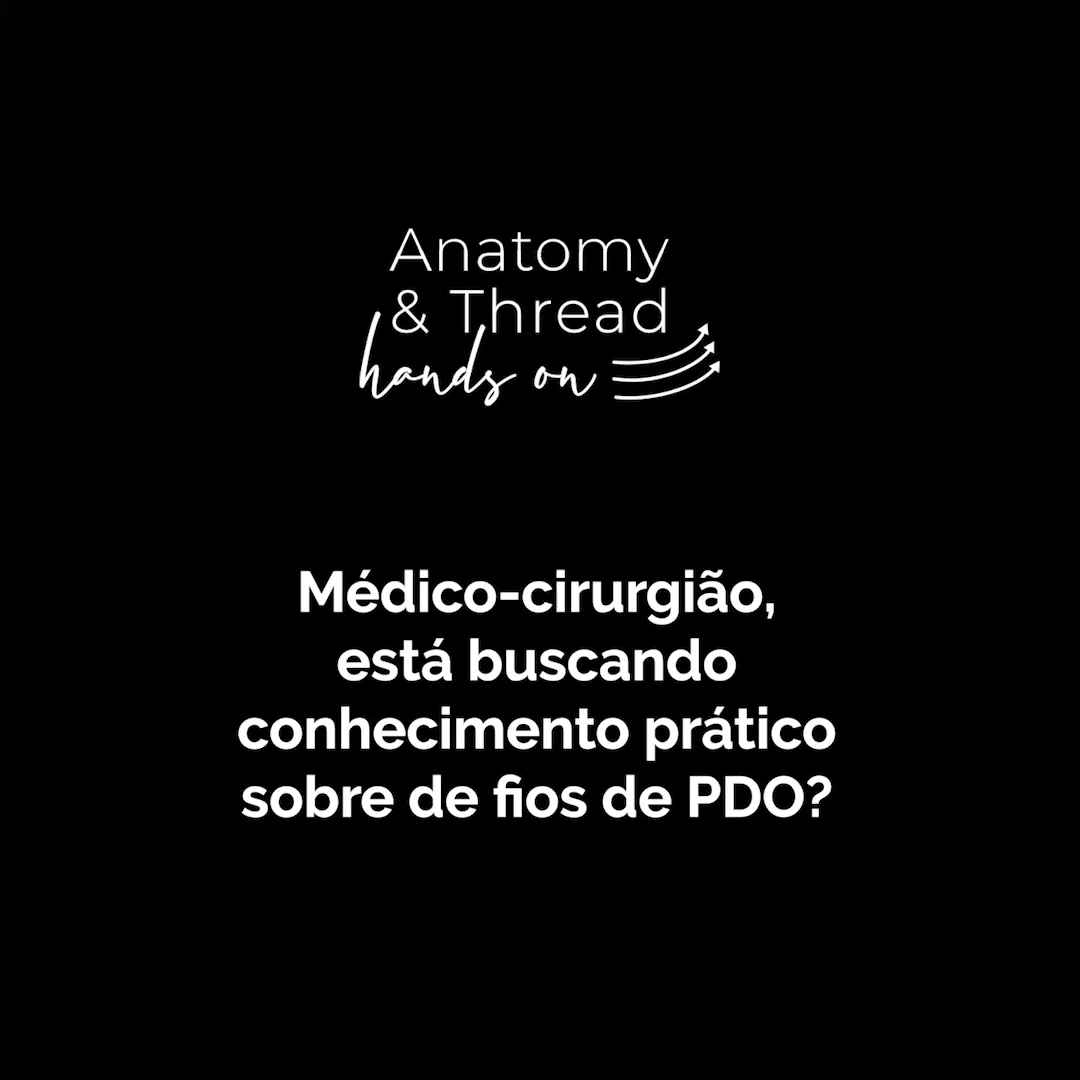 Anatomy
& Thread
hands on
Médico-cirurgião,
está buscando
conhecimento prático
sobre de fios de PDO?